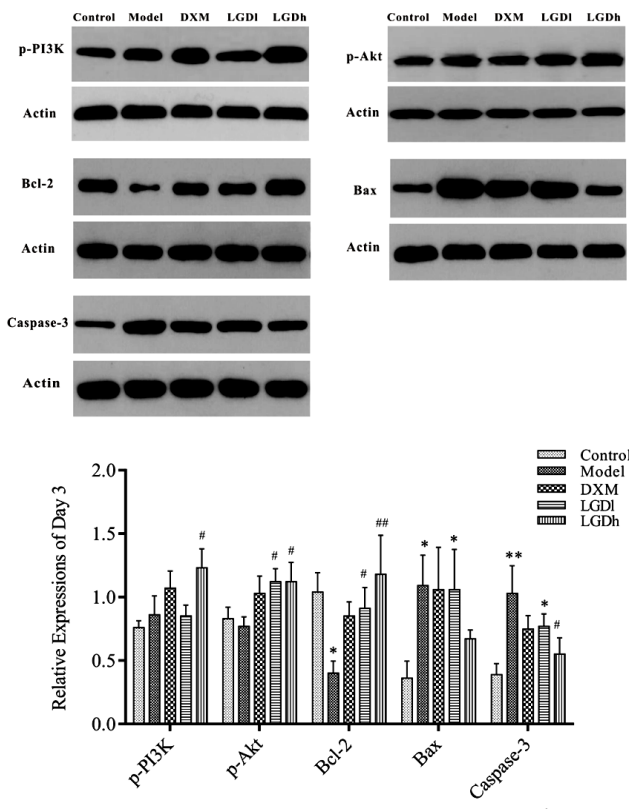 Control Model DXM LGDl LGDh
p-PI3K
Actin
Bcl-2
Actin
Caspase-3
Actin
Control Model DXM LGDl LGDh
p-Akt
Actin
Bax
Actin
Control
Model
DXM
LGDl
LGDh
Relative Expressions of Day 3
2.0
1.5
1.0
0.5
0.0
#
# #
*
# ##
* *
** * #
p-PI3K
p-Akt
Bcl-2
Bax
Caspase-3